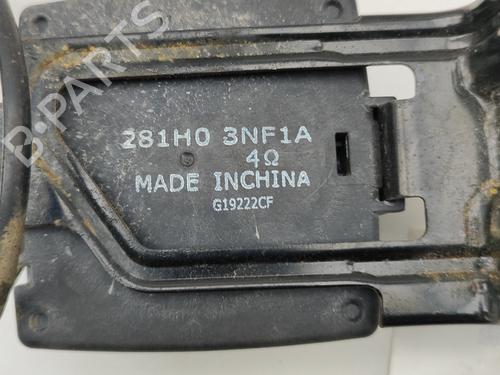 281H0 3NF1A
4Ω
MADE INCHINA
G19222CF
B-PARTS